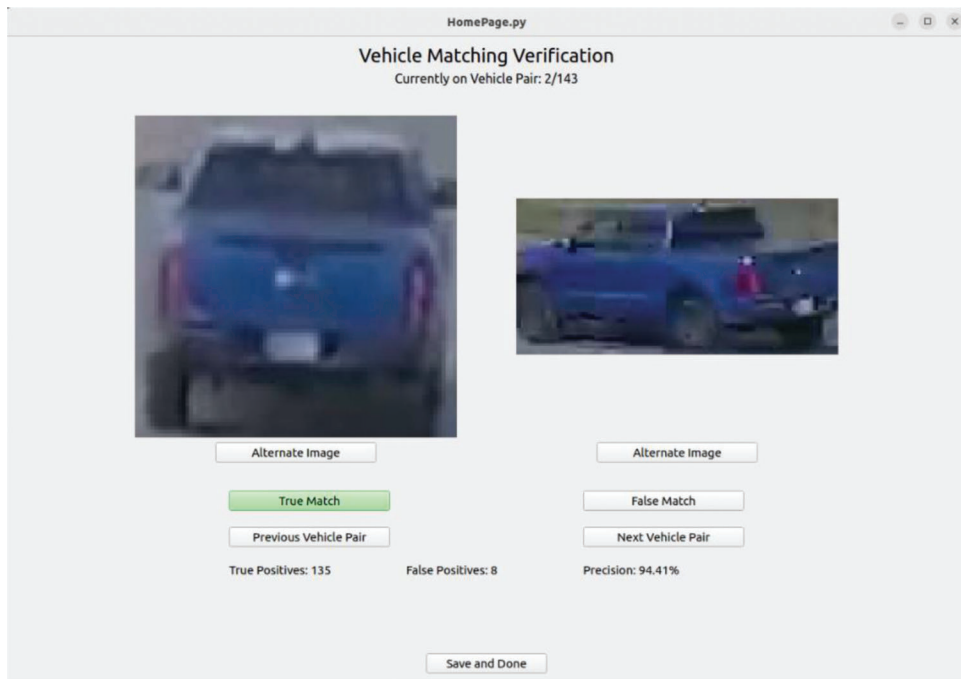 HomePage.py
Vehicle Matching Verification
Currently on Vehicle Pair: 2/143
Alternate Image
Alternate Image
True Match
False Match
Previous Vehicle Pair
Next Vehicle Pair
True Positives: 135
False Positives: 8
Precision: 94.41%
Save and Done